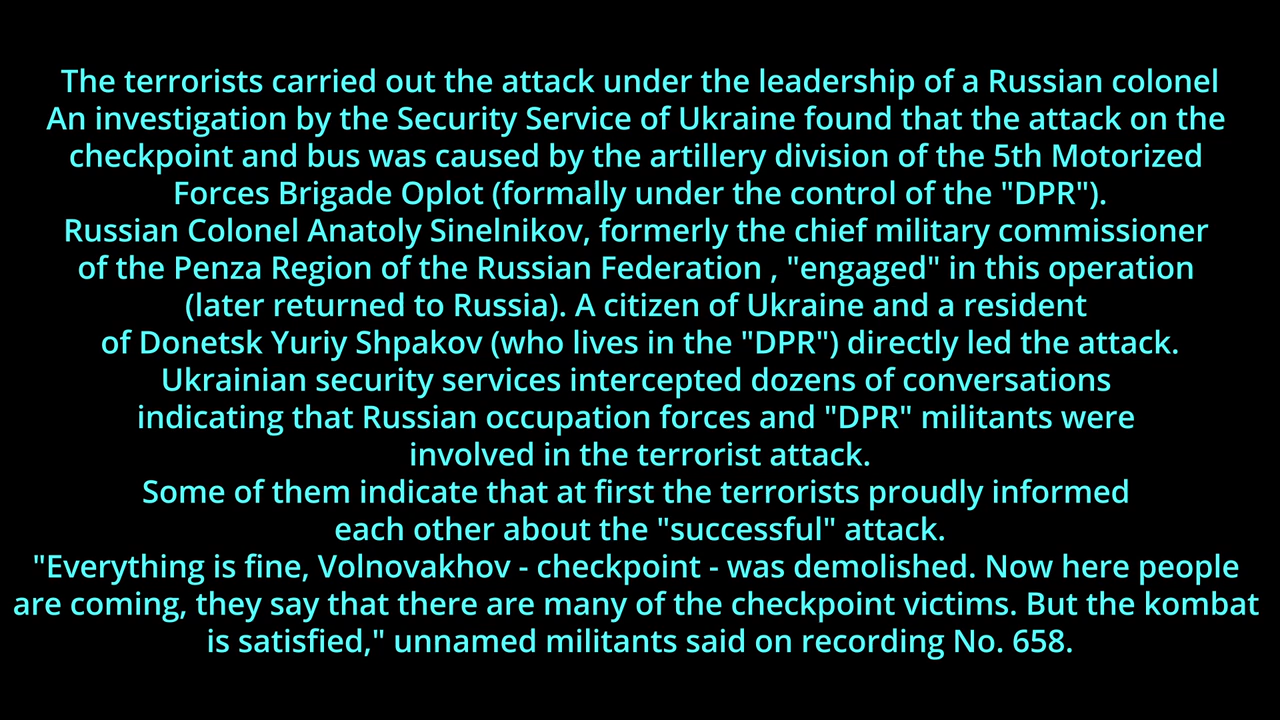 The terrorists carried out the attack under the leadership of a Russian colonel
An investigation by the Security Service of Ukraine found that the attack on the
checkpoint and bus was caused by the artillery division of the 5th Motorized
Forces Brigade Oplot (formally under the control of the "DPR").
Russian Colonel Anatoly Sinelnikov, formerly the chief military commissioner
of the Penza Region of the Russian Federation , "engaged" in this operation
(later returned to Russia). A citizen of Ukraine and a resident
of Donetsk Yuriy Shpakov (who lives in the "DPR") directly led the attack.
Ukrainian security services intercepted dozens of conversations
indicating that Russian occupation forces and "DPR" militants were
involved in the terrorist attack.
Some of them indicate that at first the terrorists proudly informed
each other about the "successful" attack.
"Everything is fine, Volnovakhov - checkpoint - was demolished. Now here people
are coming, they say that there are many of the checkpoint victims. But the kombat
is satisfied," unnamed militants said on recording No. 658.